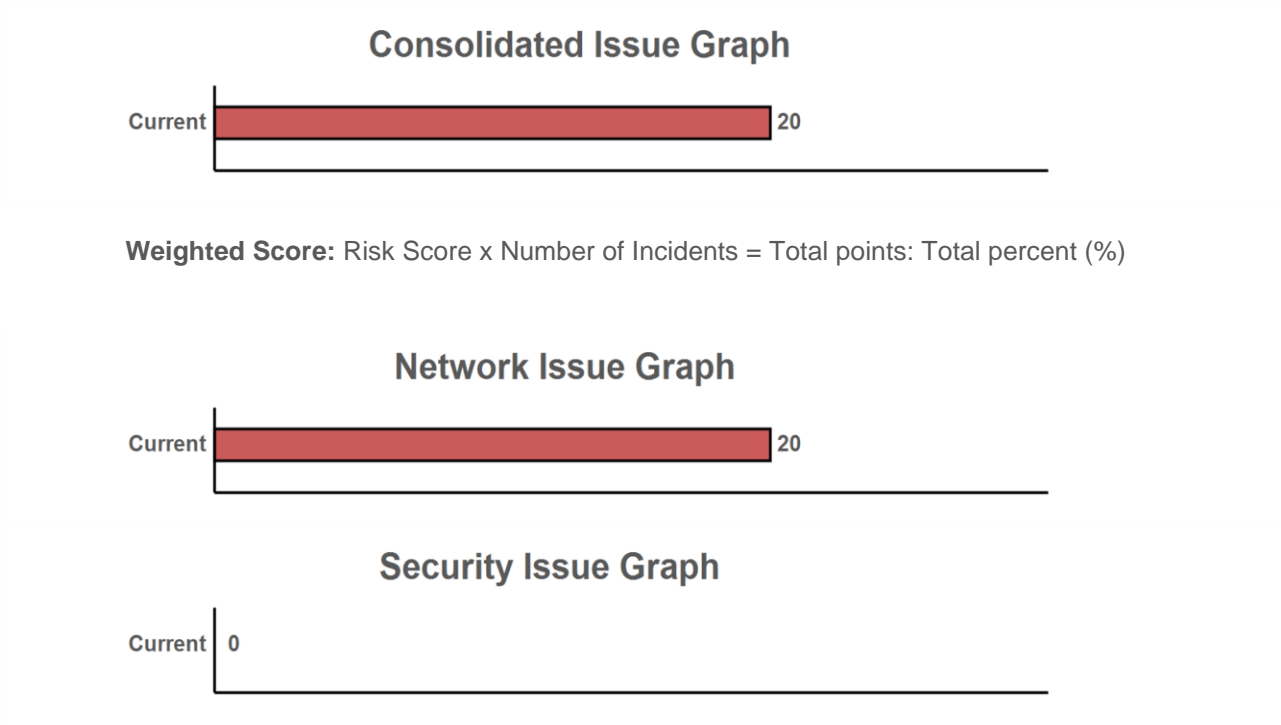 Consolidated Issue Graph
Current 20
Weighted Score: Risk Score x Number of Incidents = Total points: Total percent (%)
Network Issue Graph
Current 20
Security Issue Graph
Current 0